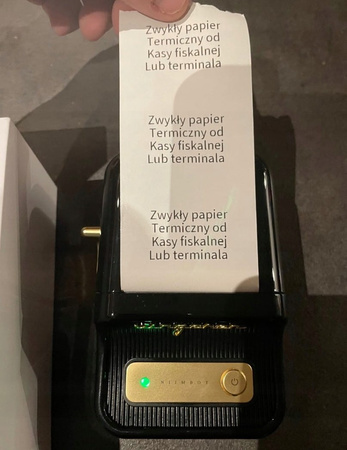 Zwykły papier
Termiczny od
Kasy fiskalnej
Lub terminala
Zwykły papier
Termiczny od
Kasy fiskalnej
Lub terminala
Zwykły papier
Termiczny od
Kasy fiskalnej
Lub terminala